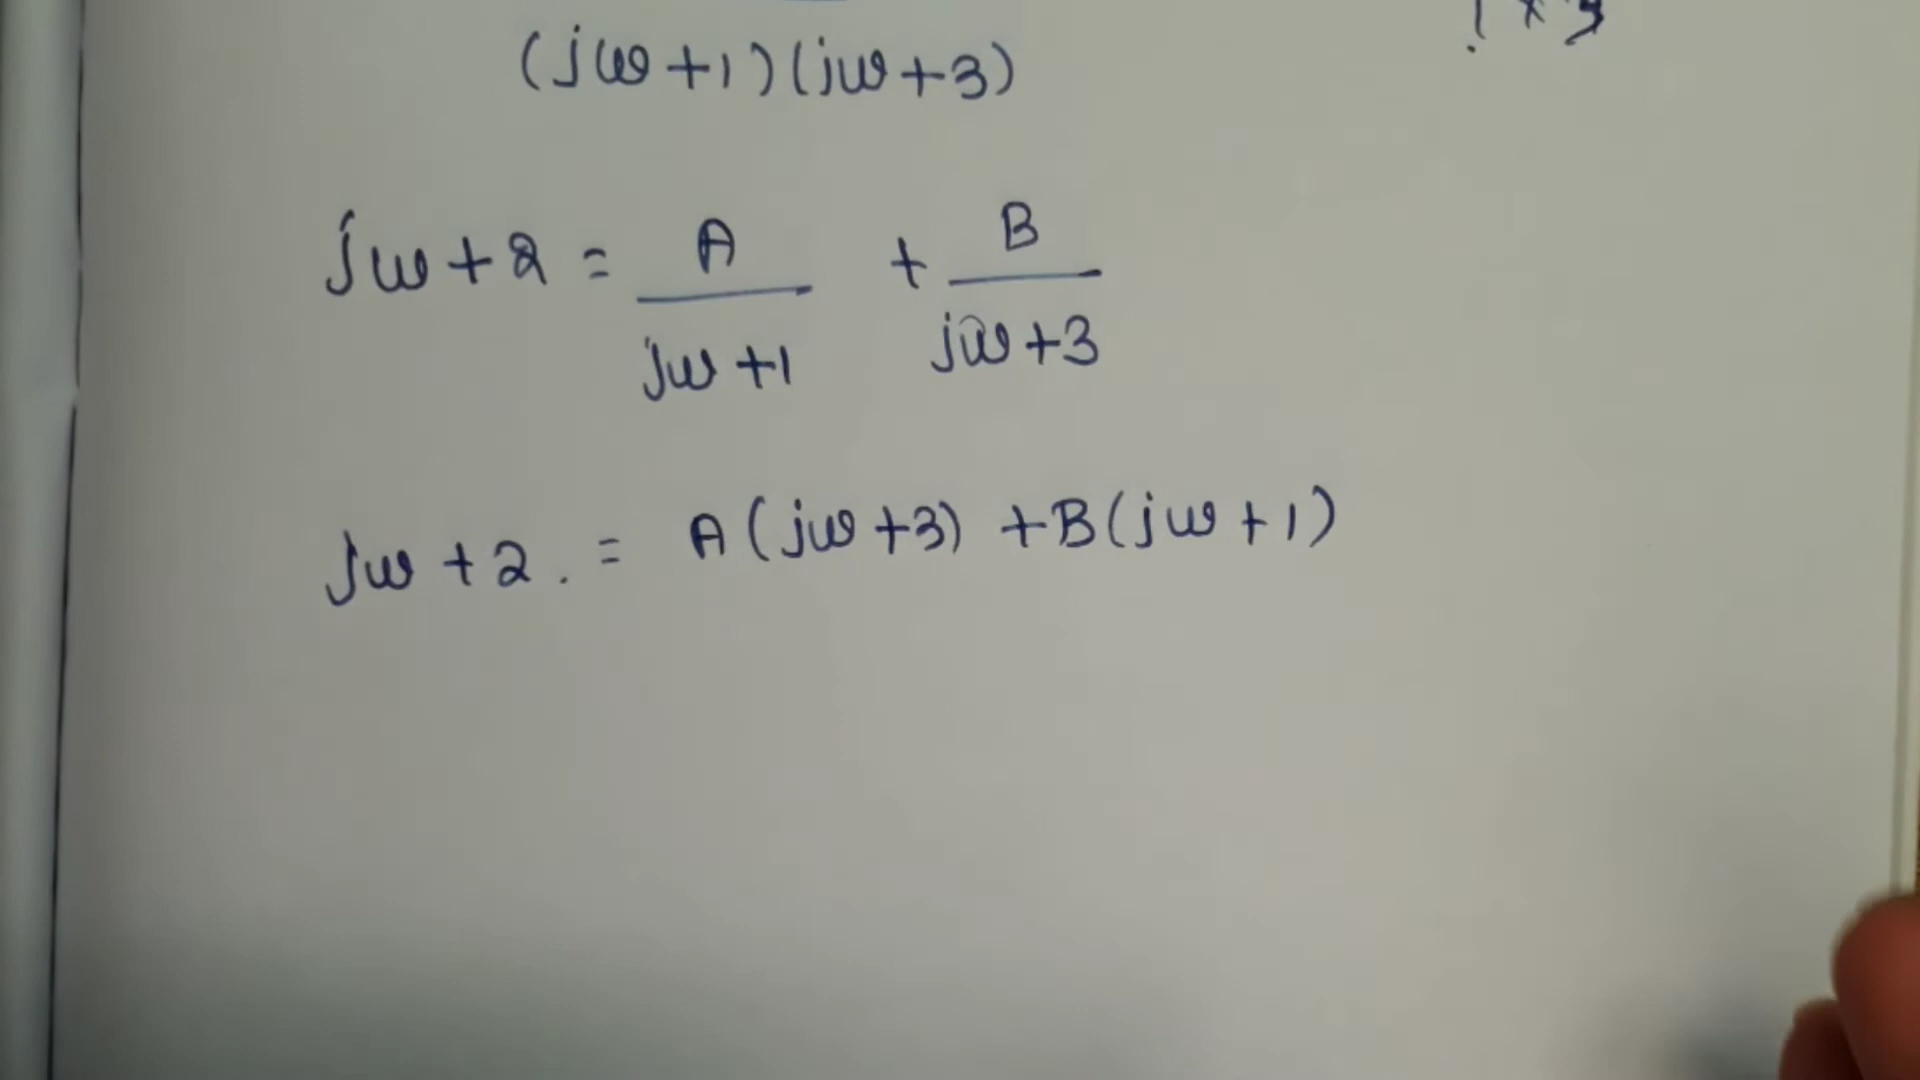 (jω+1)(jω+3)
jω+2 = A/jω+1 + B/jω+3
jω+2. = A(jω+3) +B(jω+1)